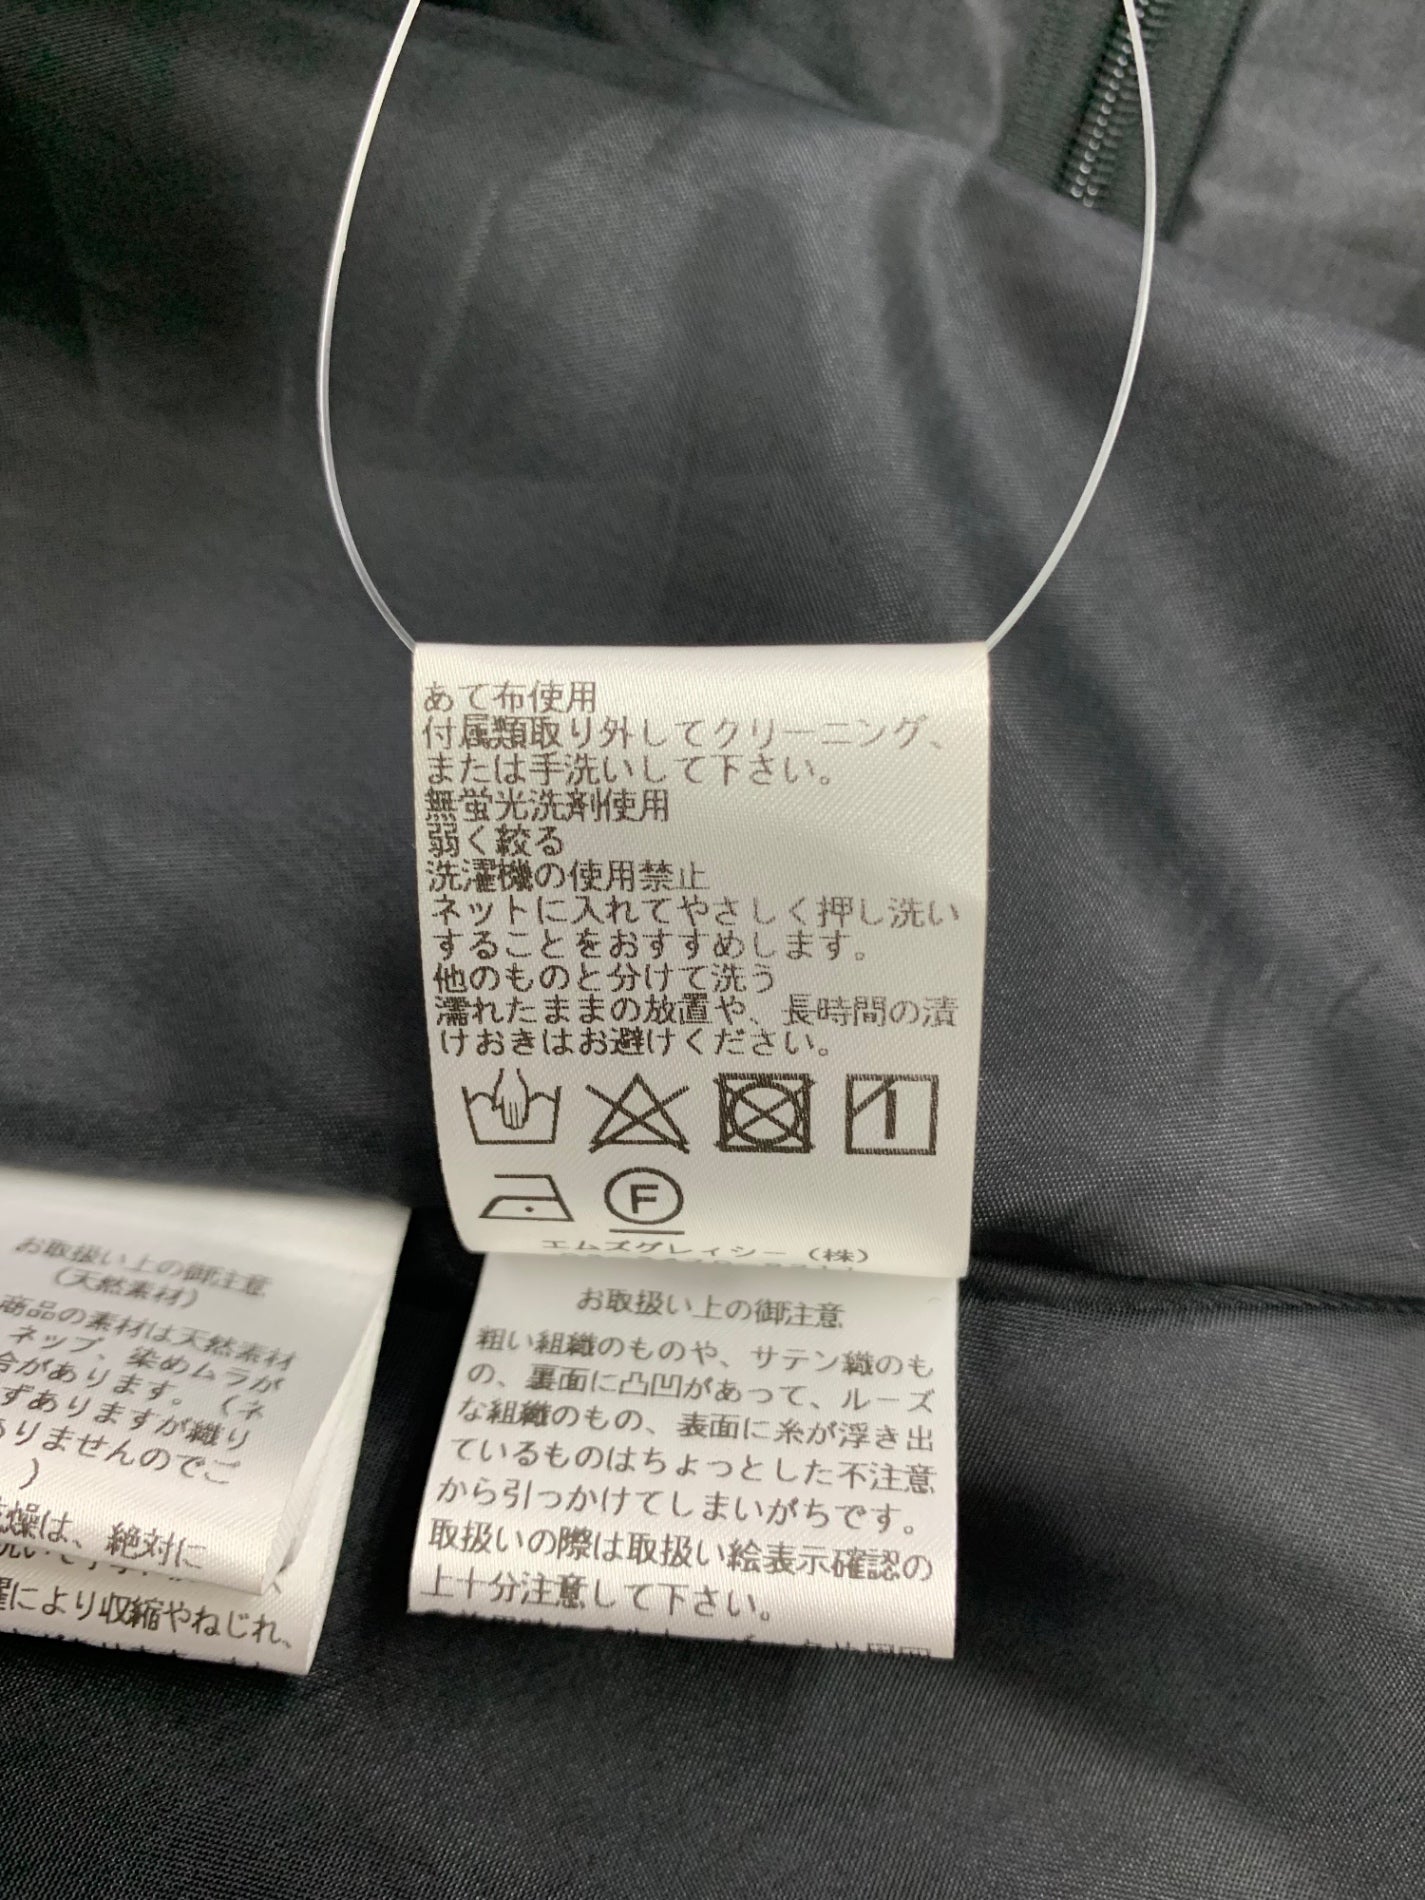 あて布使用
付属類取り外してクリーニング、
または手洗いして下さい。
無蛍光洗剤使用
弱く絞る
洗濯機の使用禁止
ネットに入れてやさしく押し洗い
することをおすすめします。
他のものと分けて洗う
濡れたままの放置や、長時間の漬
けおきはお避けください。
F
エムズグレイシー（株）
お取扱い上の御注意
粗い組織のものや、サテン織のも
の、裏面に凸凹があって、ルーズ
な組織のもの、表面に糸が浮き出
ているものはちょっとした不注意
から引っかけてしまいがちです。
取扱いの際は取扱い絵表示確認の
上十分注意して下さい。
お取扱い上の御注意
（天然素材）
商品の素材は天然素材
ネップ、染めムラが
合があります。（ネ
ずありますが織り
ありませんのでご
）
燥は、絶対に
により収縮やねじれ、